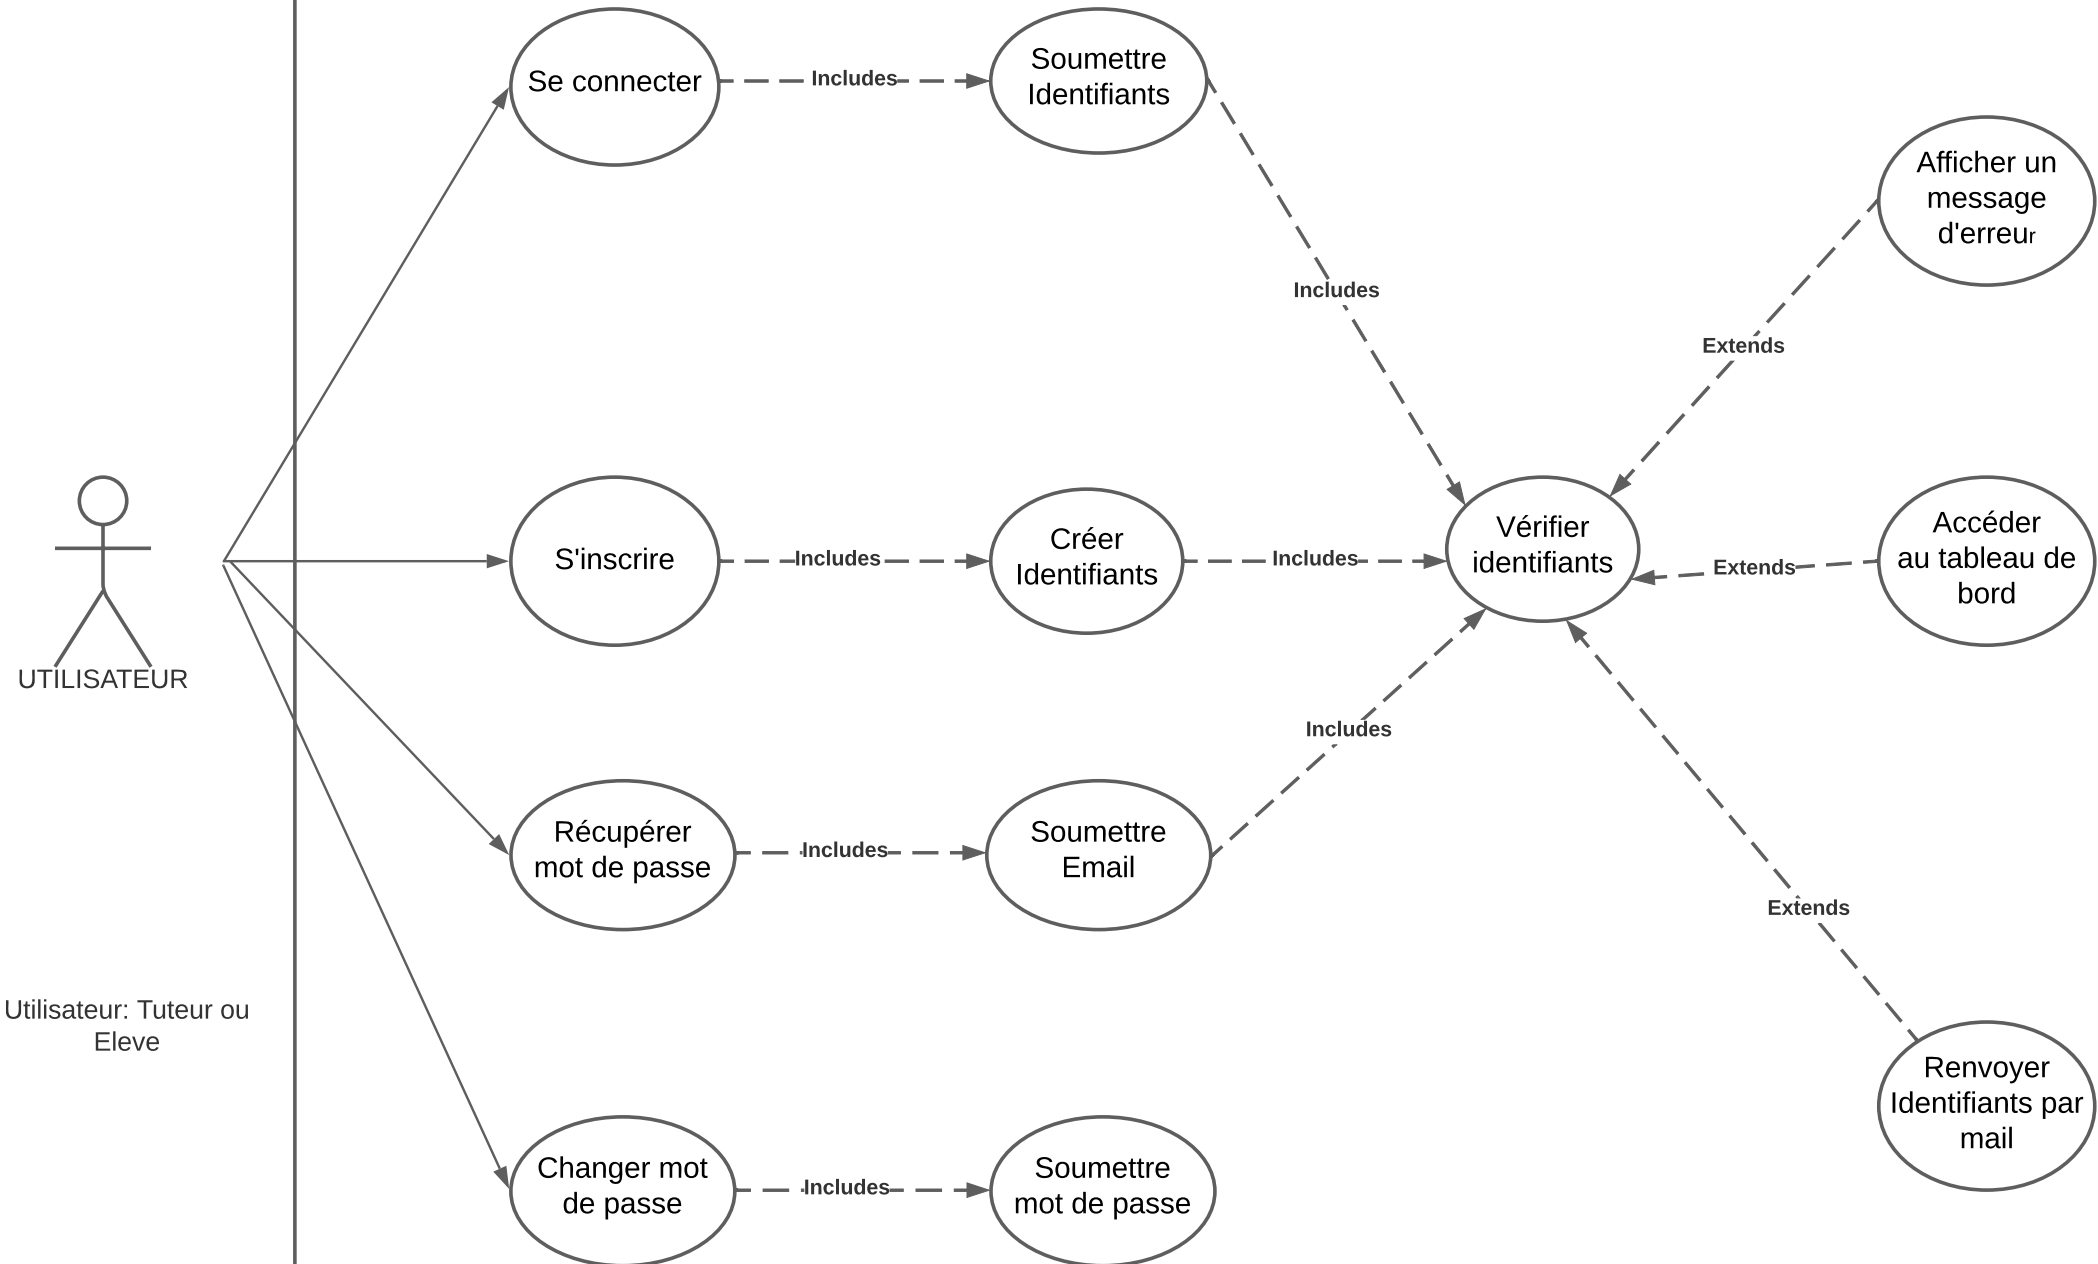 Se connecter
Includes
Soumettre
Identifiants
Includes
Afficher un
message
d'erreur
Extends
UTILISATEUR
S'inscrire
Includes
Créer
Identifiants
Includes
Vérifier
identifiants
Extends
Accéder
au tableau de
bord
Récupérer
mot de passe
Includes
Soumettre
Email
Includes
Extends
Utilisateur: Tuteur ou
Eleve
Renvoyer
Identifiants par
mail
Changer mot
de passe
Includes
Soumettre
mot de passe